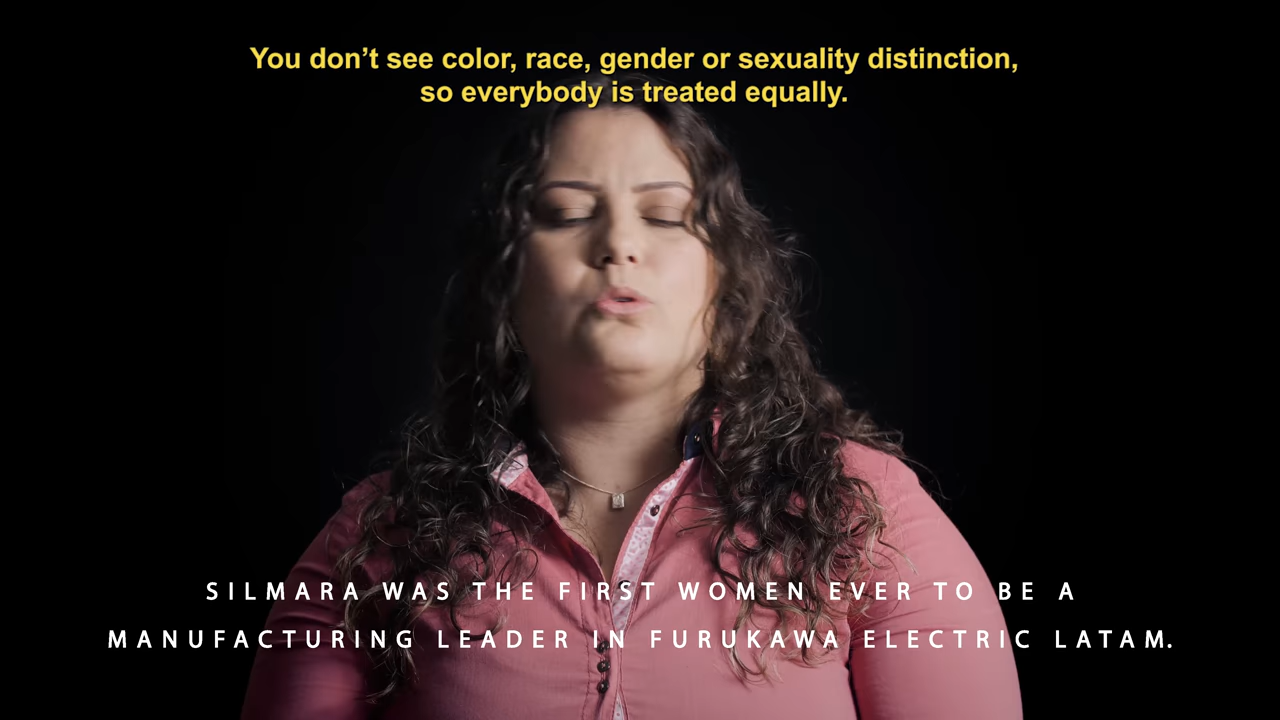 You don’t see color, race, gender or sexuality distinction,
so everybody is treated equally.
SILMARA WAS THE FIRST WOMEN EVER TO BE A
MANUFACTURING LEADER IN FURUKAWA ELECTRIC LATAM.